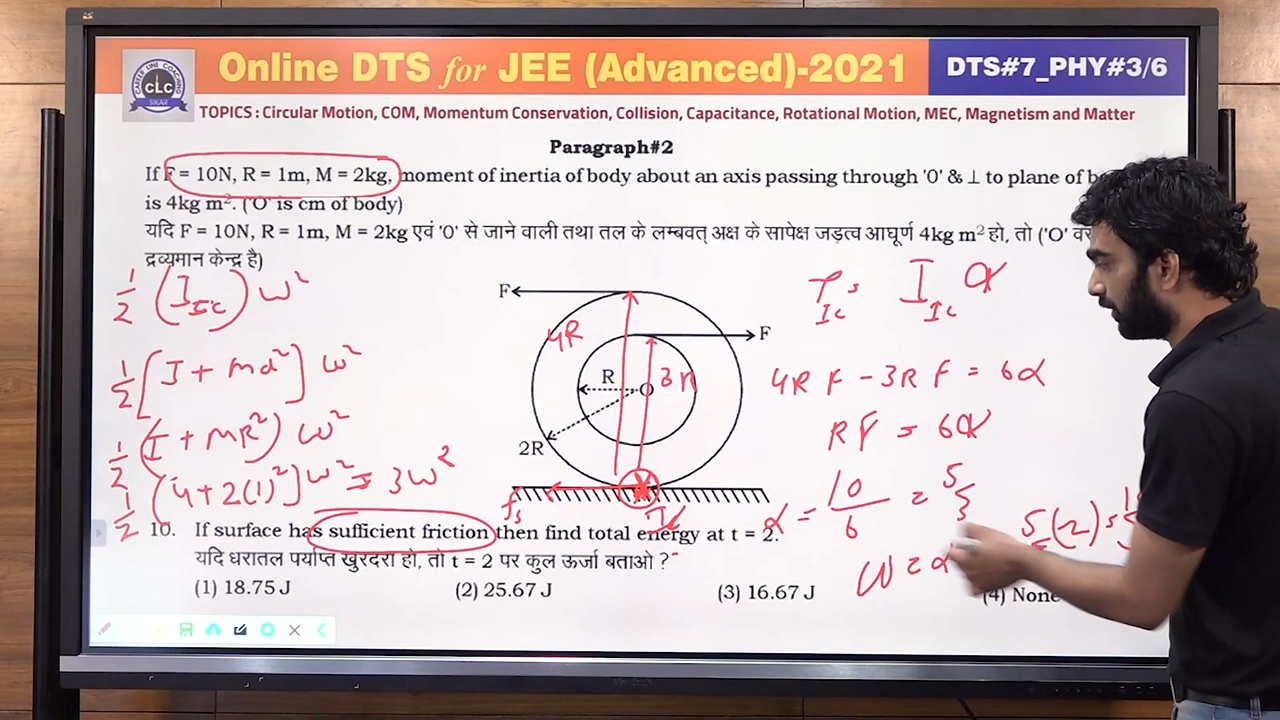 Online DTS for JEE (Advanced)-2021
DTS#7_PHY#3/6
CAREER LINE COACHING
CLC
SIKAR
TOPICS : Circular Motion, COM, Momentum Conservation, Collision, Capacitance, Rotational Motion, MEC, Magnetism and Matter
Paragraph#2
If F = 10N, R = 1m, M = 2kg, moment of inertia of body about an axis passing through '0' & ⊥ to plane of
is 4kg m². ('O' is cm of body)
यदि F = 10N, R = 1m, M = 2kg एवं '0' से जाने वाली तथा तल के लम्बवत् अक्ष के सापेक्ष जड़त्व आघूर्ण 4kg m² हो, तो ('O'
द्रव्यमान केन्द्र है)
1/2 (I_IC) ω²
1/2 [I + md²] ω²
1/2 (I + MR²) ω²
1/2 (4+2(1)²] ω² = 3ω²
F
F
4R
R
O
3R
2R
fs
τ_Ic = I_Ic α
4R F - 3R F = 6α
R F = 6α
α = 10/6 = 5/3
ω = α
10. If surface has sufficient friction then find total energy at t = 2.
यदि धरातल पर्याप्त खुरदरा हो, तो t = 2 पर कुल ऊर्जा बताओ ?
(1) 18.75 J
(2) 25.67 J
(3) 16.67 J
(4) None